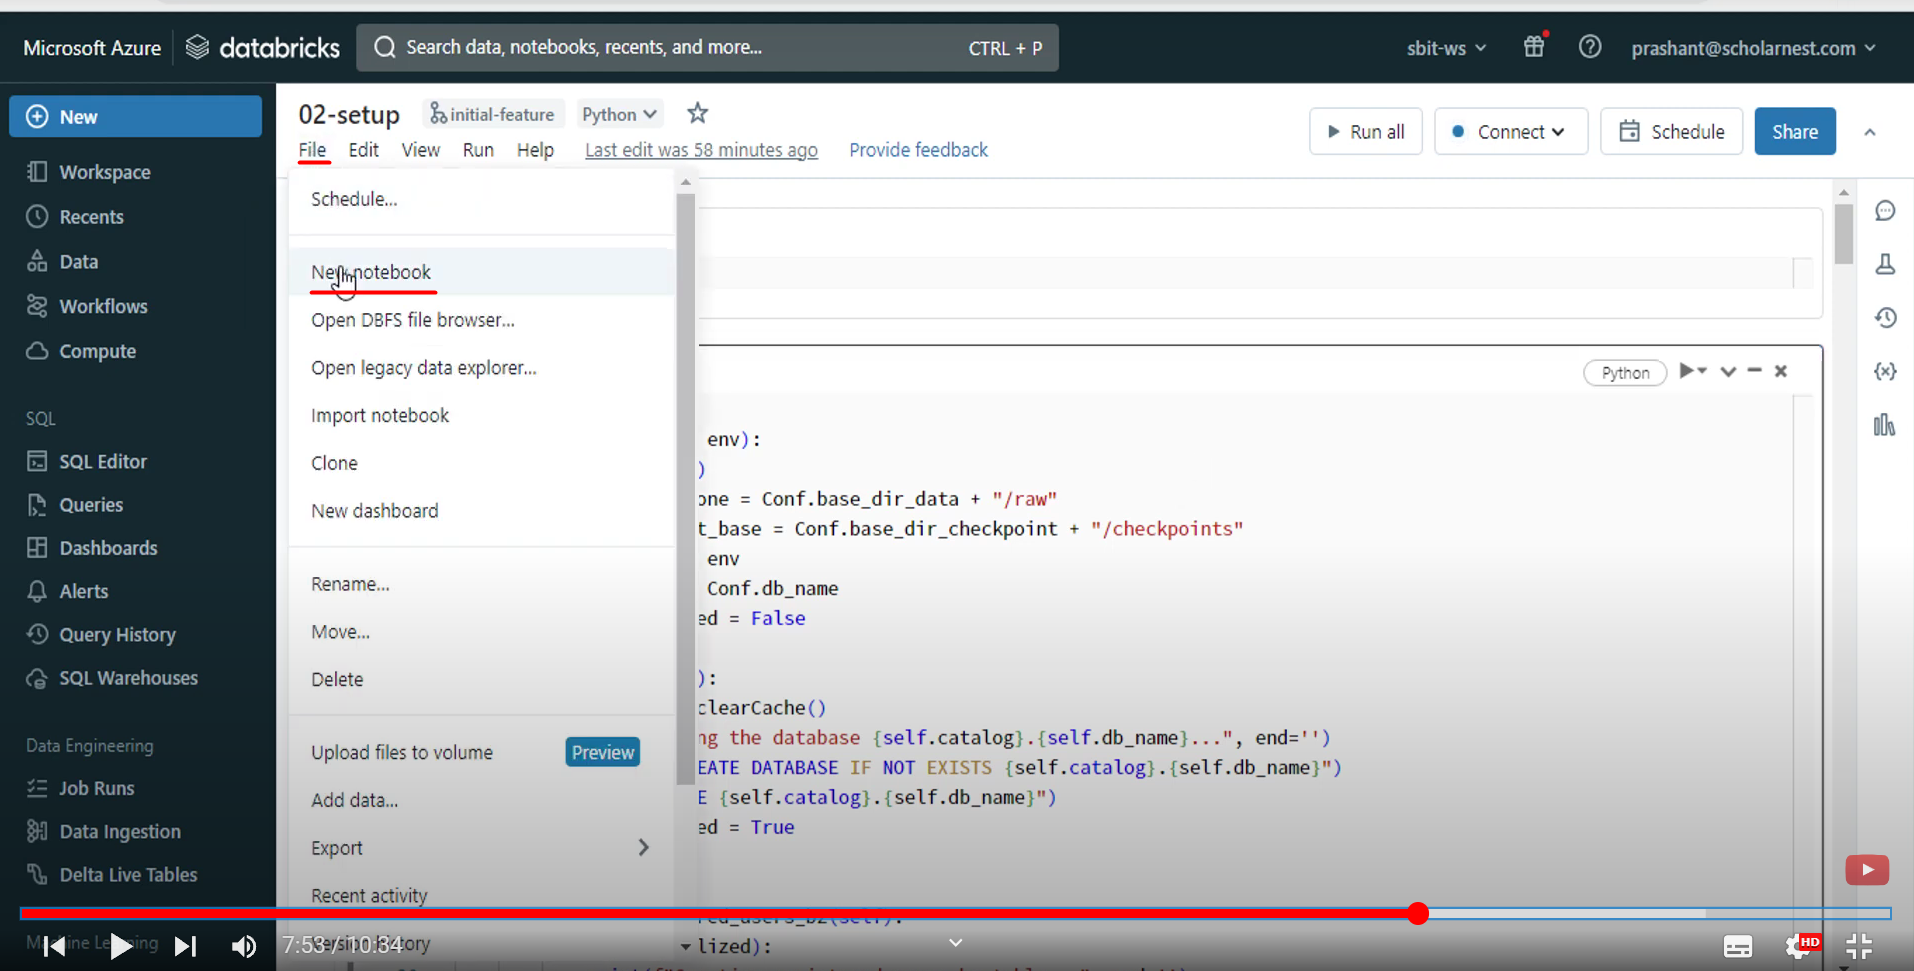 Microsoft Azure databricks Search data, notebooks, recents, and more... CTRL + P sbit-ws prashant@scholarnest.com
New
Workspace
Recents
Data
Workflows
Compute
SQL
SQL Editor
Queries
Dashboards
Alerts
Query History
SQL Warehouses
Data Engineering
Job Runs
Data Ingestion
Delta Live Tables
Machine Learning
02-setup initial-feature Python
File Edit View Run Help Last edit was 58 minutes ago Provide feedback
Run all Connect Schedule Share
Schedule...
New notebook
Open DBFS file browser...
Open legacy data explorer...
Import notebook
Clone
New dashboard
Rename...
Move...
Delete
Upload files to volume Preview
Add data...
Export
Recent activity
Version history
Python
env):
)
one = Conf.base_dir_data + "/raw"
t_base = Conf.base_dir_checkpoint + "/checkpoints"
env
Conf.db_name
ed = False
):
clearCache()
ng the database {self.catalog}.{self.db_name}...", end='')
EATE DATABASE IF NOT EXISTS {self.catalog}.{self.db_name}")
E {self.catalog}.{self.db_name}")
ed = True
lized):
7:53 / 10:34
HD